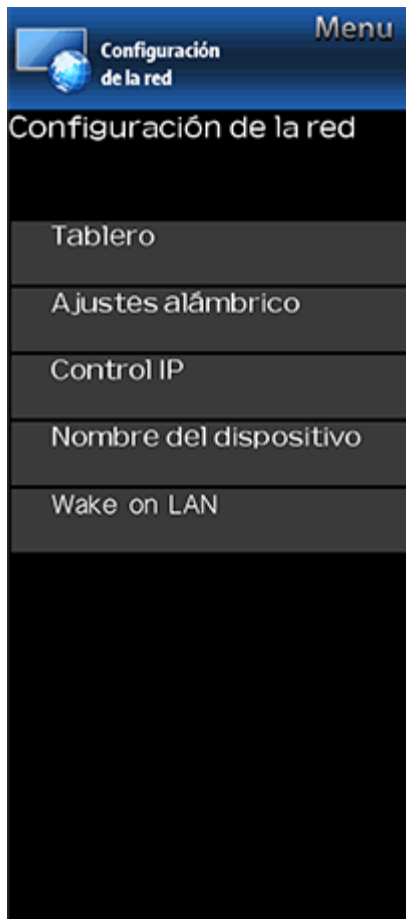 Menu
Configuración
de la red
Configuración de la red
Tablero
Ajustes alámbrico
Control IP
Nombre del dispositivo
Wake on LAN